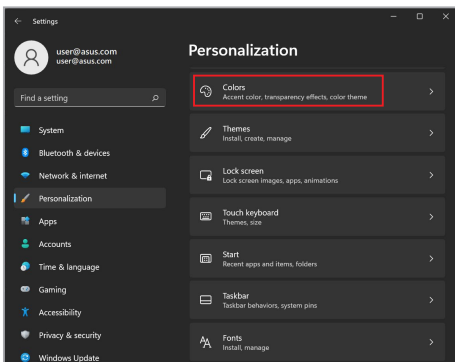 Settings
user@asus.com
user@asus.com
Find a setting
System
Bluetooth & devices
Network & internet
Personalization
Apps
Accounts
Time & language
Gaming
Accessibility
Privacy & security
Windows Update
Personalization
Colors
Accent color, transparency effects, color theme
Themes
Install, create, manage
Lock screen
Lock screen images, apps, animations
Touch keyboard
Themes, size
Start
Recent apps and items, folders
Taskbar
Taskbar behaviors, system pins
Fonts
Install, manage